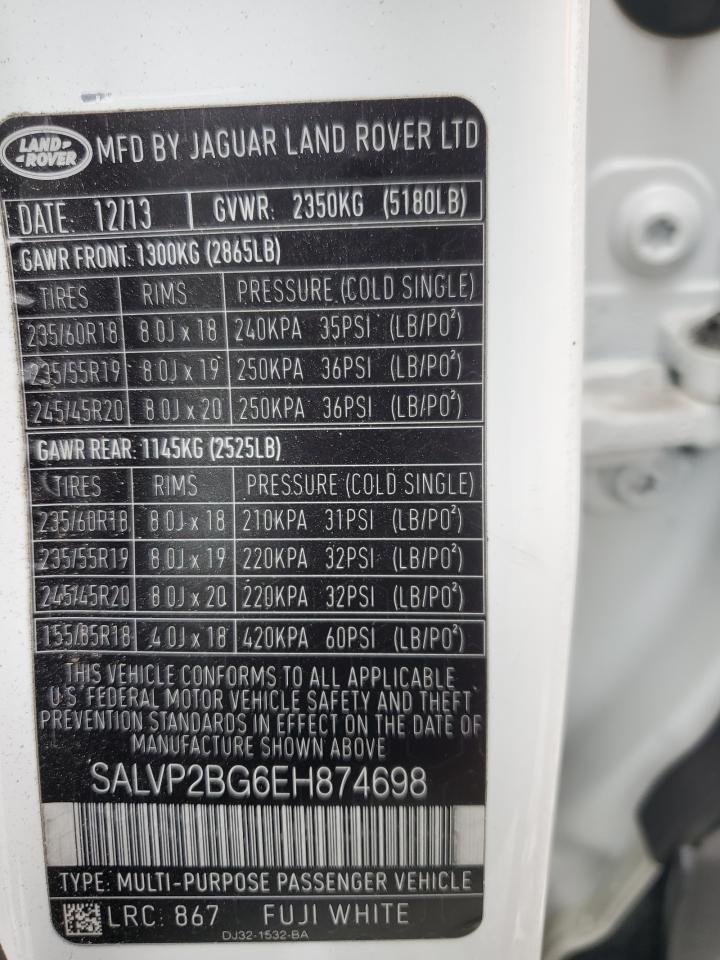 LAND ROVER MFD BY JAGUAR LAND ROVER LTD
DATE: 12/13 GVWR: 2350KG (5180LB)
GAWR FRONT: 1300KG (2865LB)
TIRES RIMS PRESSURE (COLD SINGLE)
235/60R18 8.0J x 18 240KPA 35PSI (LB/PO²)
235/55R19 8.0J x 19 250KPA 36PSI (LB/PO²)
245/45R20 8.0J x 20 250KPA 36PSI (LB/PO²)
GAWR REAR: 1145KG (2525LB)
TIRES RIMS PRESSURE (COLD SINGLE)
235/60R18 8.0J x 18 210KPA 31PSI (LB/PO²)
235/55R19 8.0J x 19 220KPA 32PSI (LB/PO²)
245/45R20 8.0J x 20 220KPA 32PSI (LB/PO²)
155/85R18 4.0J x 18 420KPA 60PSI (LB/PO²)
THIS VEHICLE CONFORMS TO ALL APPLICABLE
U.S. FEDERAL MOTOR VEHICLE SAFETY AND THEFT
PREVENTION STANDARDS IN EFFECT ON THE DATE OF
MANUFACTURE SHOWN ABOVE
SALVP2BG6EH874698
TYPE: MULTI-PURPOSE PASSENGER VEHICLE
LRC: 867 FUJI WHITE
DJ32-1532-BA